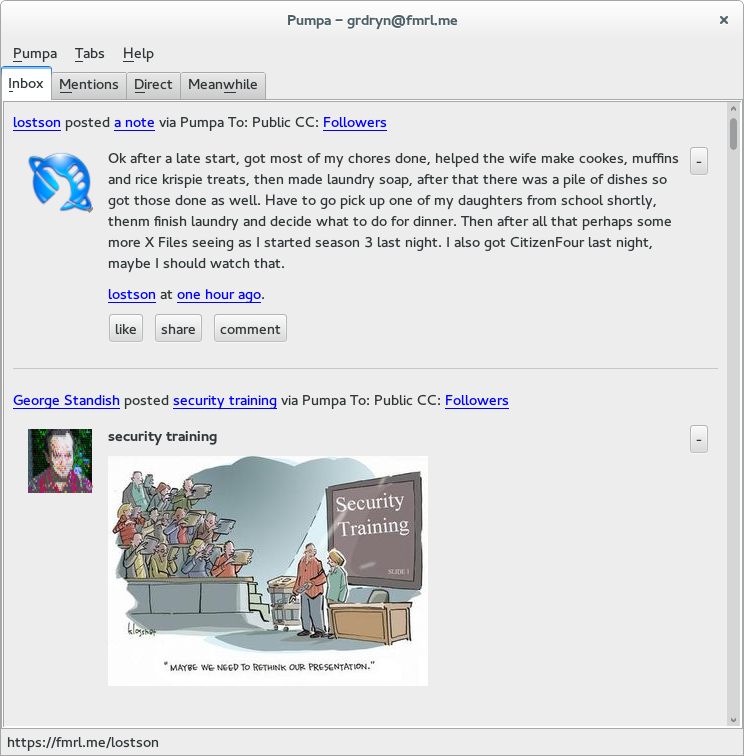 Pumpa – grdryn@fmrl.me
Pumpa Tabs Help
Inbox Mentions Direct Meanwhile
lostson posted a note via Pumpa To: Public CC: Followers
Ok after a late start, got most of my chores done, helped the wife make cookes, muffins
and rice krispie treats, then made laundry soap, after that there was a pile of dishes so
got those done as well. Have to go pick up one of my daughters from school shortly,
thenm finish laundry and decide what to do for dinner. Then after all that perhaps some
more X Files seeing as I started season 3 last night. I also got CitizenFour last night,
maybe I should watch that.
-
lostson at one hour ago.
like share comment
George Standish posted security training via Pumpa To: Public CC: Followers
security training
-
Security
Training
SLIDE 1
"MAYBE WE NEED TO RETHINK OUR PRESENTATION."
https://fmrl.me/lostson